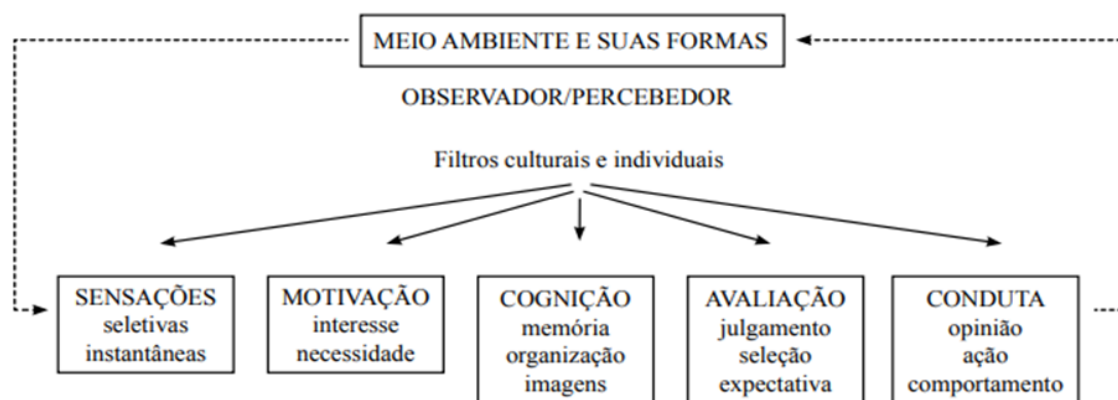 MEIO AMBIENTE E SUAS FORMAS
OBSERVADOR/PERCEBEDOR
Filtros culturais e individuais
SENSAÇÕES
seletivas
instantâneas
MOTIVAÇÃO
interesse
necessidade
COGNIÇÃO
memória
organização
imagens
AVALIAÇÃO
julgamento
seleção
expectativa
CONDUTA
opinião
ação
comportamento